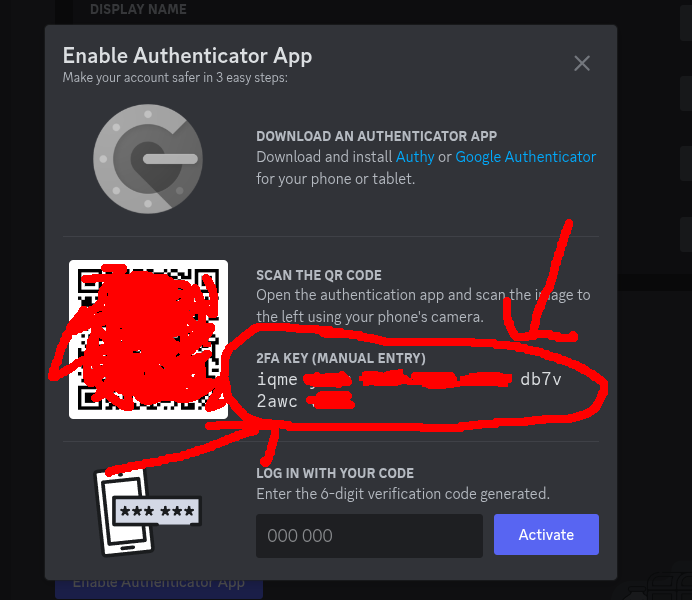 DISPLAY NAME
Enable Authenticator App
Make your account safer in 3 easy steps:
DOWNLOAD AN AUTHENTICATOR APP
Download and install Authy or Google Authenticator
for your phone or tablet.
SCAN THE QR CODE
Open the authentication app and scan the image to
the left using your phone's camera.
2FA KEY (MANUAL ENTRY)
iqme db7v
2awc
LOG IN WITH YOUR CODE
Enter the 6-digit verification code generated.
*** ***
000 000
Activate
Enable Authenticator App